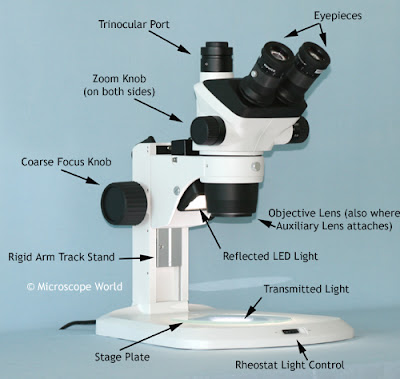 Trinocular Port
Eyepieces
Zoom Knob
(on both sides)
Coarse Focus Knob
Objective Lens (also where
Auxiliary Lens attaches)
Rigid Arm Track Stand
Reflected LED Light
© Microscope World
Transmitted Light
Stage Plate
Rheostat Light Control